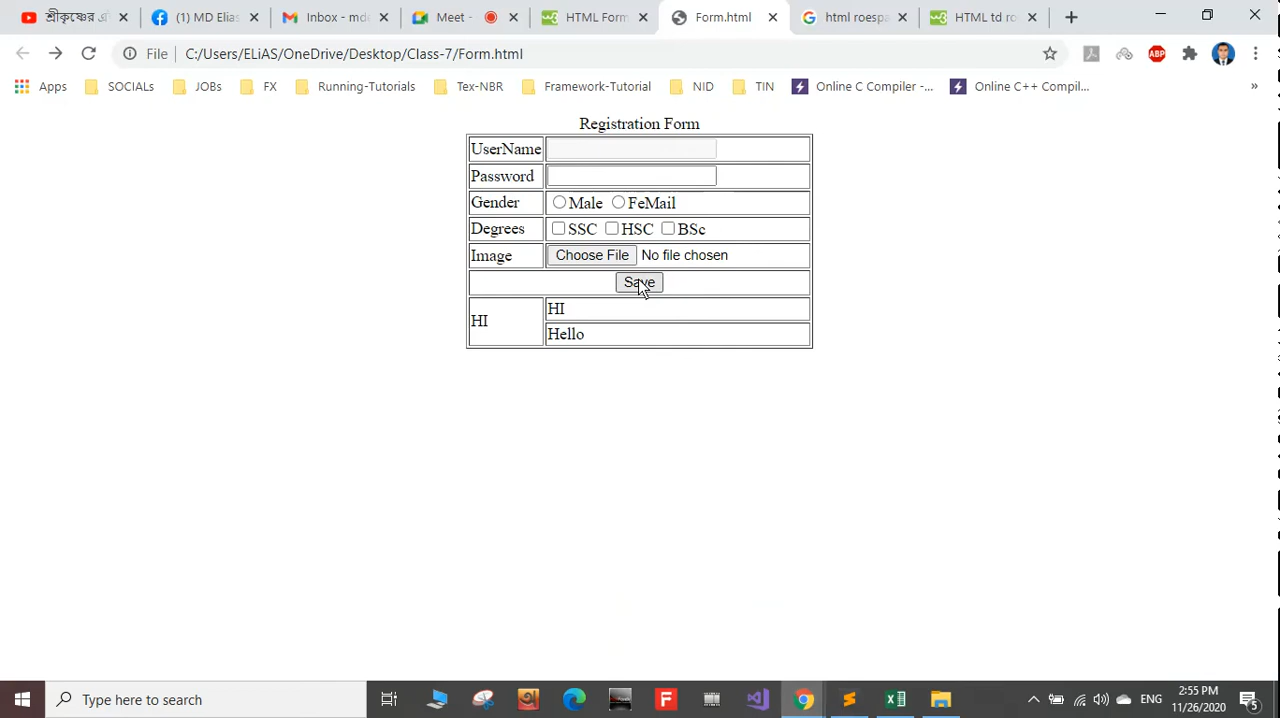 শ্রীকৃষ্ণের এ
(1) MD Elias
Inbox - mde
Meet -
HTML Form
Form.html
html roespa
HTML td ro
File
C:/Users/ELiAS/OneDrive/Desktop/Class-7/Form.html
ABP
Apps
SOCIALs
JOBs
FX
Running-Tutorials
Tex-NBR
Framework-Tutorial
NID
TIN
Online C Compiler -...
Online C++ Compil...
»
Registration Form
UserName
Password
Gender Male FeMail
Degrees SSC HSC BSc
Image Choose File No file chosen
Save
HI
HI
Hello
Type here to search
ENG
2:55 PM
11/26/2020
5